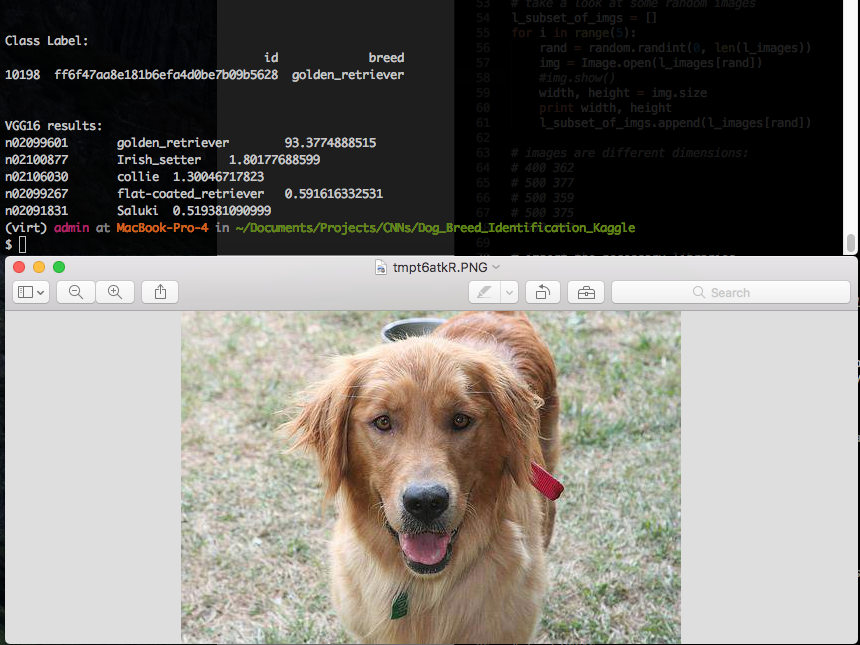 Class Label:
id breed
10198 ff6f47aa8e181b6efa4d0be7b09b5628 golden_retriever
VGG16 results:
n02099601 golden_retriever 93.3774888515
n02100877 Irish_setter 1.80177688599
n02106030 collie 1.30046717823
n02099267 flat-coated_retriever 0.591616332531
n02091831 Saluki 0.519381090999
(virt) admin at MacBook-Pro-4 in ~/Documents/Projects/CNNs/Dog_Breed_Identification_Kaggle
$
53 # take a look at some random images
54 l_subset_of_imgs = []
55 for i in range(5):
56 rand = random.randint(0, len(l_images))
57 img = Image.open(l_images[rand])
58 #img.show()
59 width, height = img.size
60 print width, height
61 l_subset_of_imgs.append(l_images[rand])
62
63 # images are different dimensions:
64 # 400 362
65 # 500 377
66 # 500 359
67 # 500 375
69
tmpt6atkR.PNG
Search